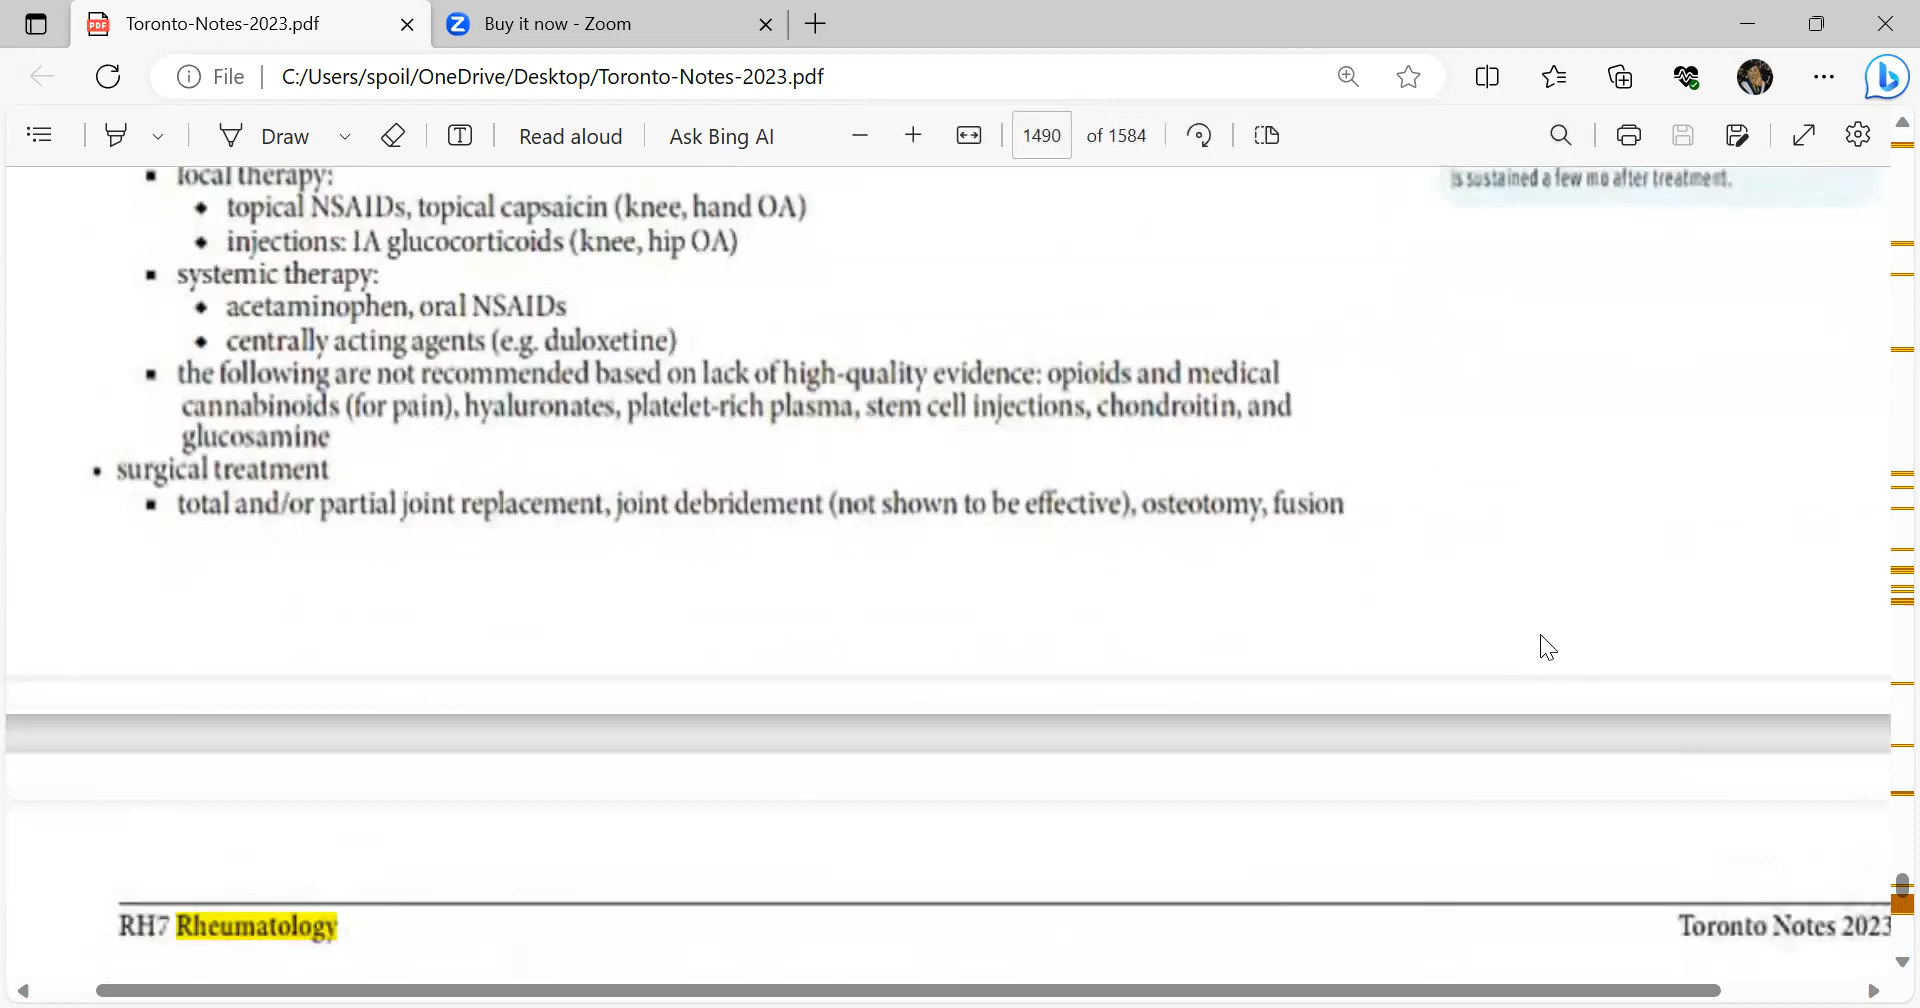 Toronto-Notes-2023.pdf
Buy it now - Zoom
File
C:/Users/spoil/OneDrive/Desktop/Toronto-Notes-2023.pdf
Draw
Read aloud
Ask Bing AI
1490 of 1584
▪ local therapy:
◆ topical NSAIDs, topical capsaicin (knee, hand OA)
◆ injections: IA glucocorticoids (knee, hip OA)
▪ systemic therapy:
◆ acetaminophen, oral NSAIDs
◆ centrally acting agents (e.g. duloxetine)
▪ the following are not recommended based on lack of high-quality evidence: opioids and medical
cannabinoids (for pain), hyaluronates, platelet-rich plasma, stem cell injections, chondroitin, and
glucosamine
• surgical treatment
▪ total and/or partial joint replacement, joint debridement (not shown to be effective), osteotomy, fusion
is sustained a few mo after treatment.
RH7 Rheumatology
Toronto Notes 2023